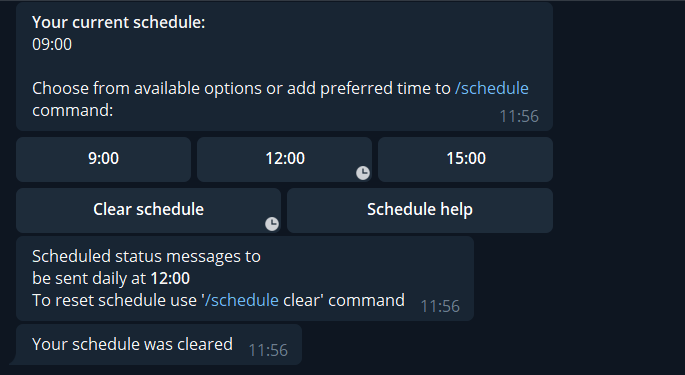 Your current schedule:
09:00
Choose from available options or add preferred time to /schedule
command:
11:56
9:00
12:00
15:00
Clear schedule
Schedule help
Scheduled status messages to
be sent daily at 12:00
To reset schedule use '/schedule clear' command
11:56
Your schedule was cleared
11:56